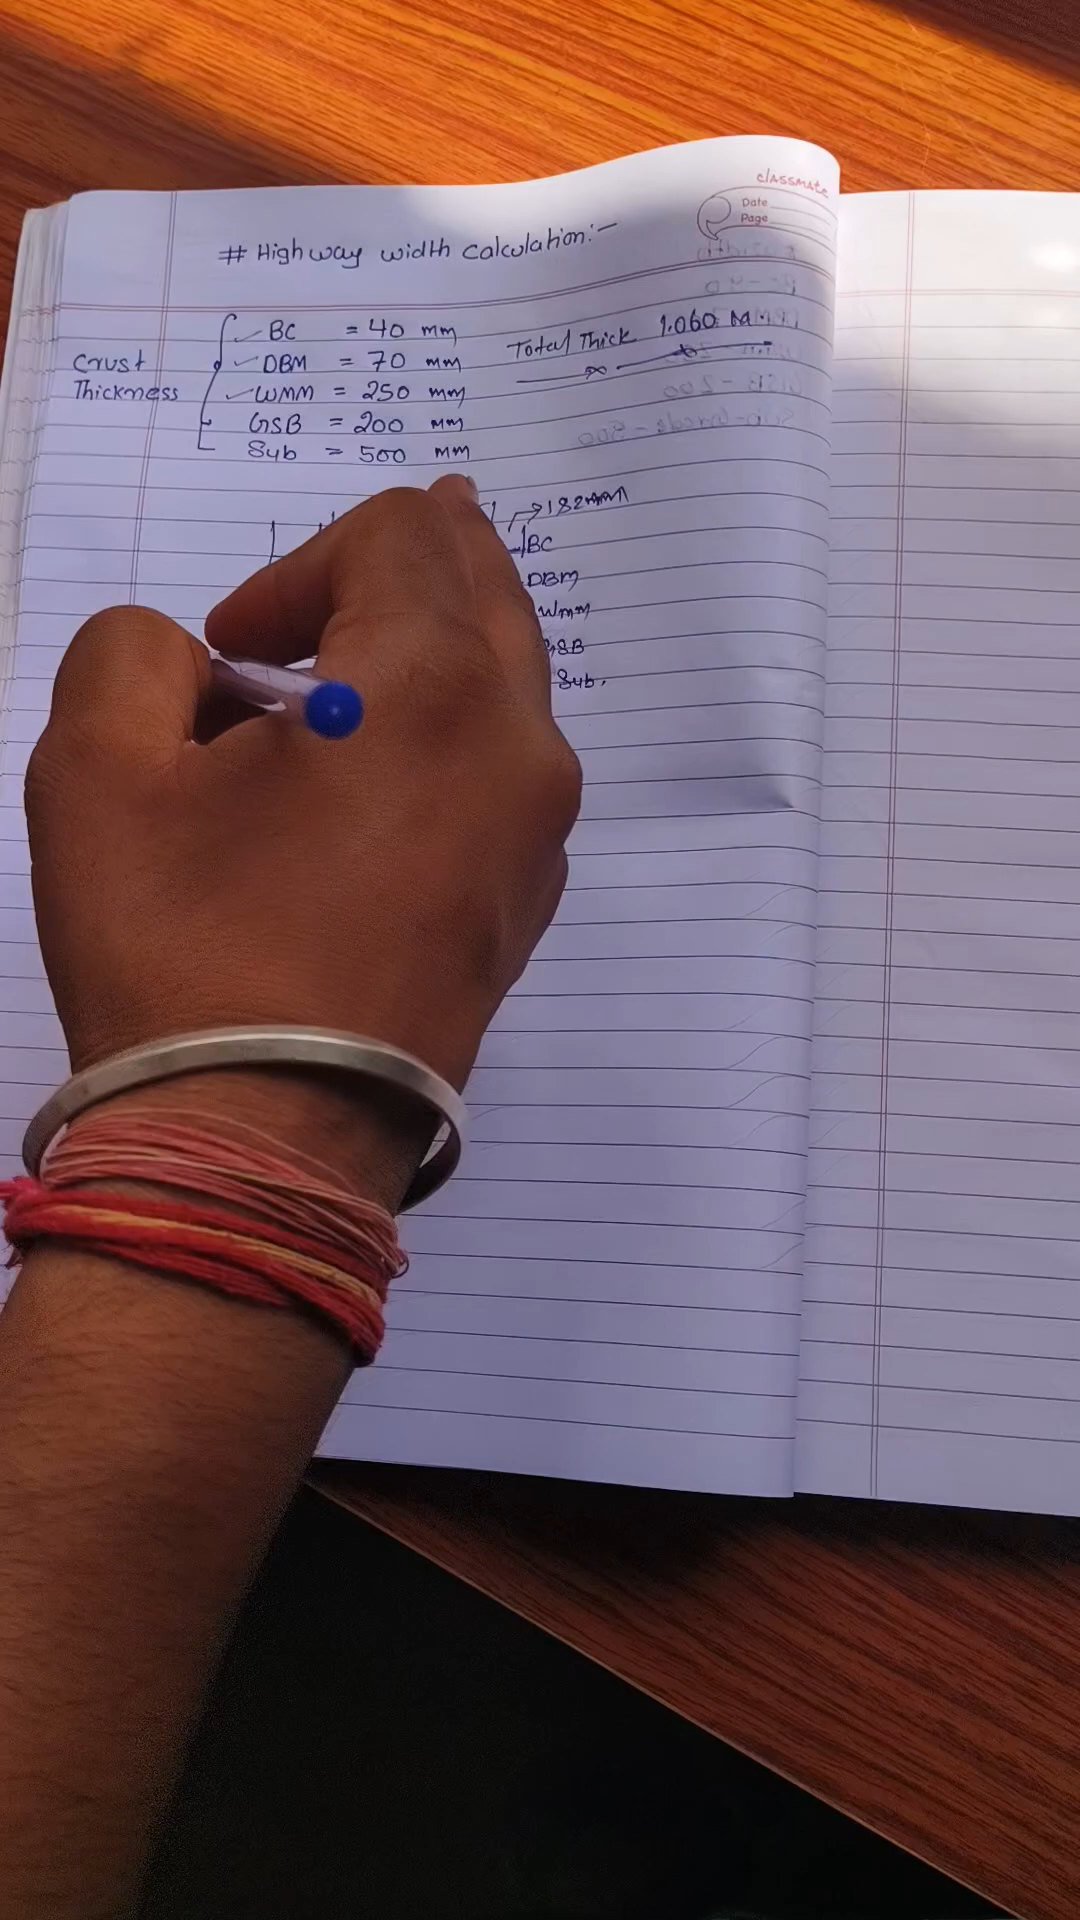 classmate
Date
Page
# Highway width calculation:-
BC = 40 mm
Total Thick 1.060 M.
Crust Thickness
DBM = 70 mm
WMM = 250 mm
GSB = 200 mm
Sub = 500 mm
BC
DBM
Wmm
GSB
Sub.